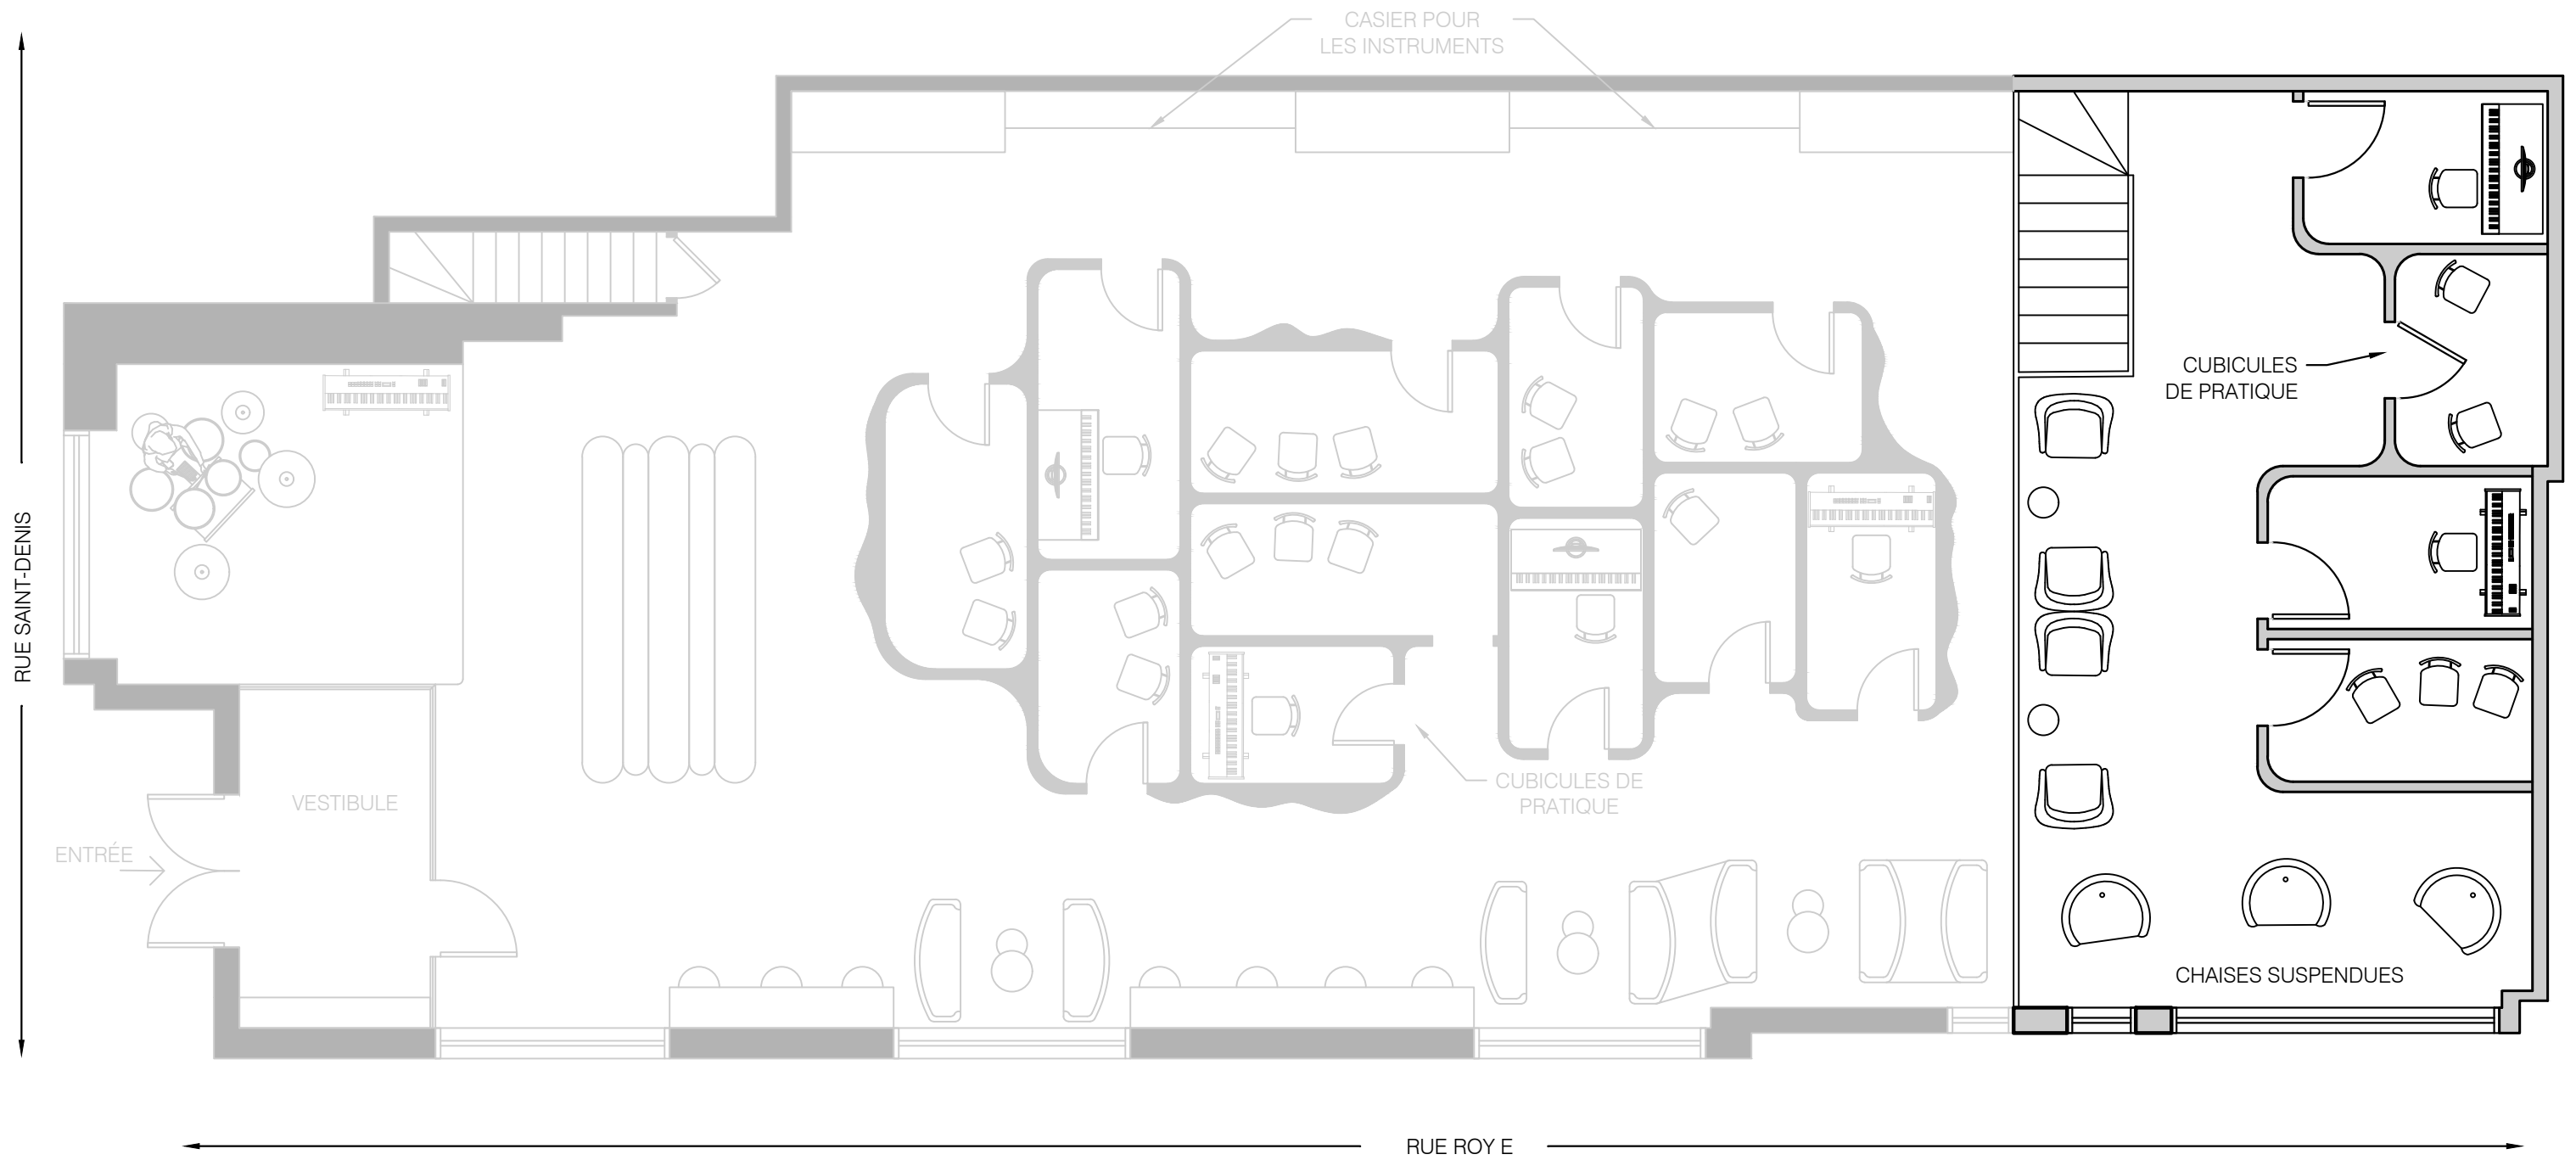 CASIER POUR
LES INSTRUMENTS
CUBICULES
DE PRATIQUE
RUE SAINT-DENIS
VESTIBULE
ENTRÉE
CUBICULES DE
PRATIQUE
CHAISES SUSPENDUES
RUE ROY E